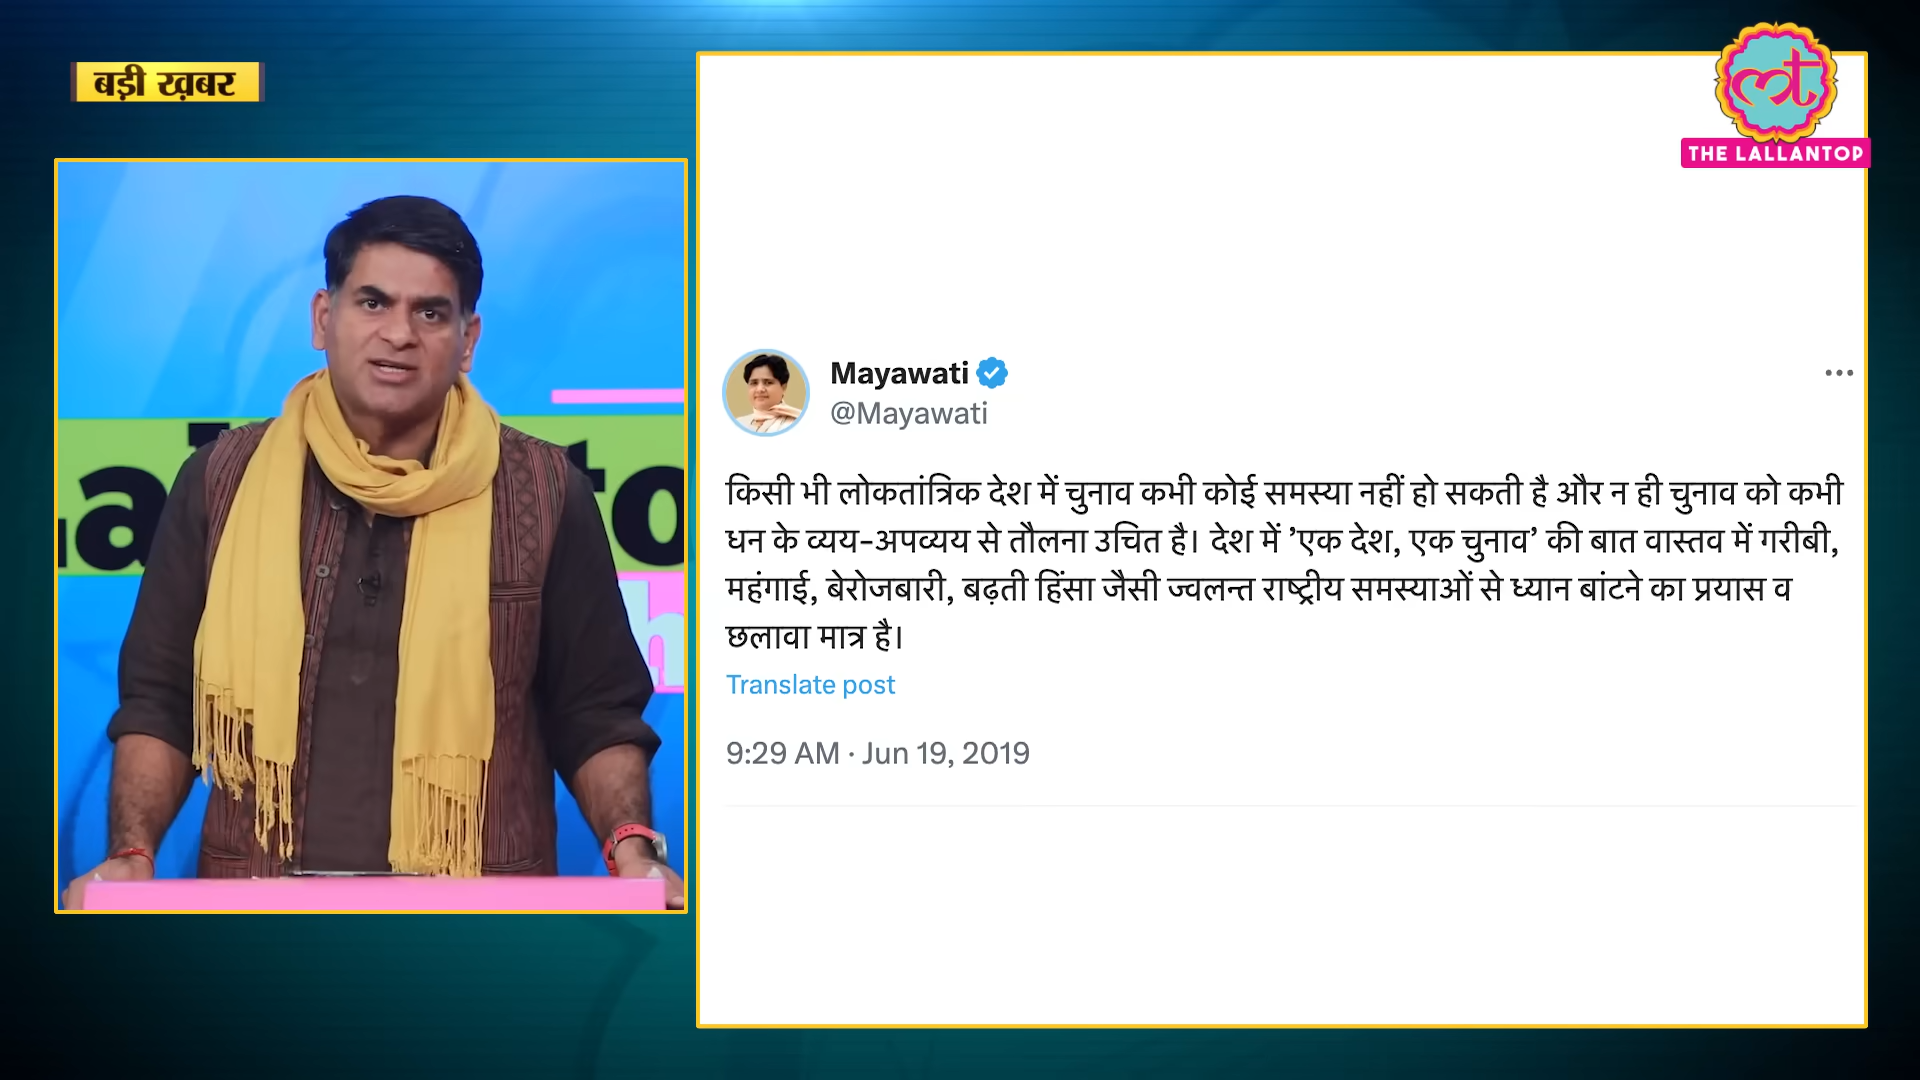 बड़ी ख़बर
THE LALLANTOP
Mayawati
@Mayawati
किसी भी लोकतांत्रिक देश में चुनाव कभी कोई समस्या नहीं हो सकती है और न ही चुनाव को कभी
धन के व्यय-अपव्यय से तौलना उचित है। देश में ’एक देश, एक चुनाव’ की बात वास्तव में गरीबी,
महंगाई, बेरोजबारी, बढ़ती हिंसा जैसी ज्वलन्त राष्ट्रीय समस्याओं से ध्यान बांटने का प्रयास व
छलावा मात्र है।
Translate post
9:29 AM · Jun 19, 2019